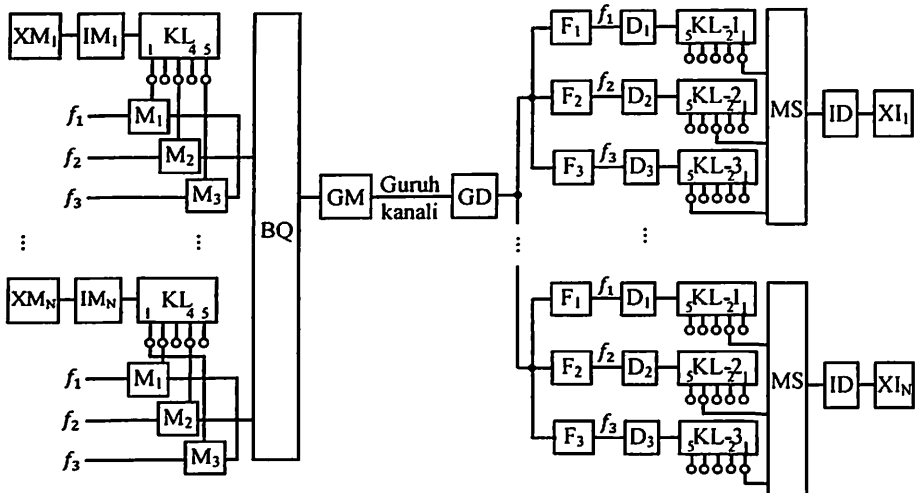 XM₁ IM₁ KL
1 4 5
f₁ M₁
f₂ M₂
f₃ M₃
⋮ ⋮
XM_N IM_N KL
1 4 5
f₁ M₁
f₂ M₂
f₃ M₃
BQ
GM Guruh kanali GD
F₁ f₁ D₁ 5 KL-1 2 1
F₂ f₂ D₂ 5 KL-2 2 1
F₃ f₃ D₃ 5 KL-3 2 1
MS ID XI₁
⋮ ⋮
F₁ f₁ D₁ 5 KL-1 2 1
F₂ f₂ D₂ 5 KL-2 2 1
F₃ f₃ D₃ 5 KL-3 2 1
MS ID XI_N